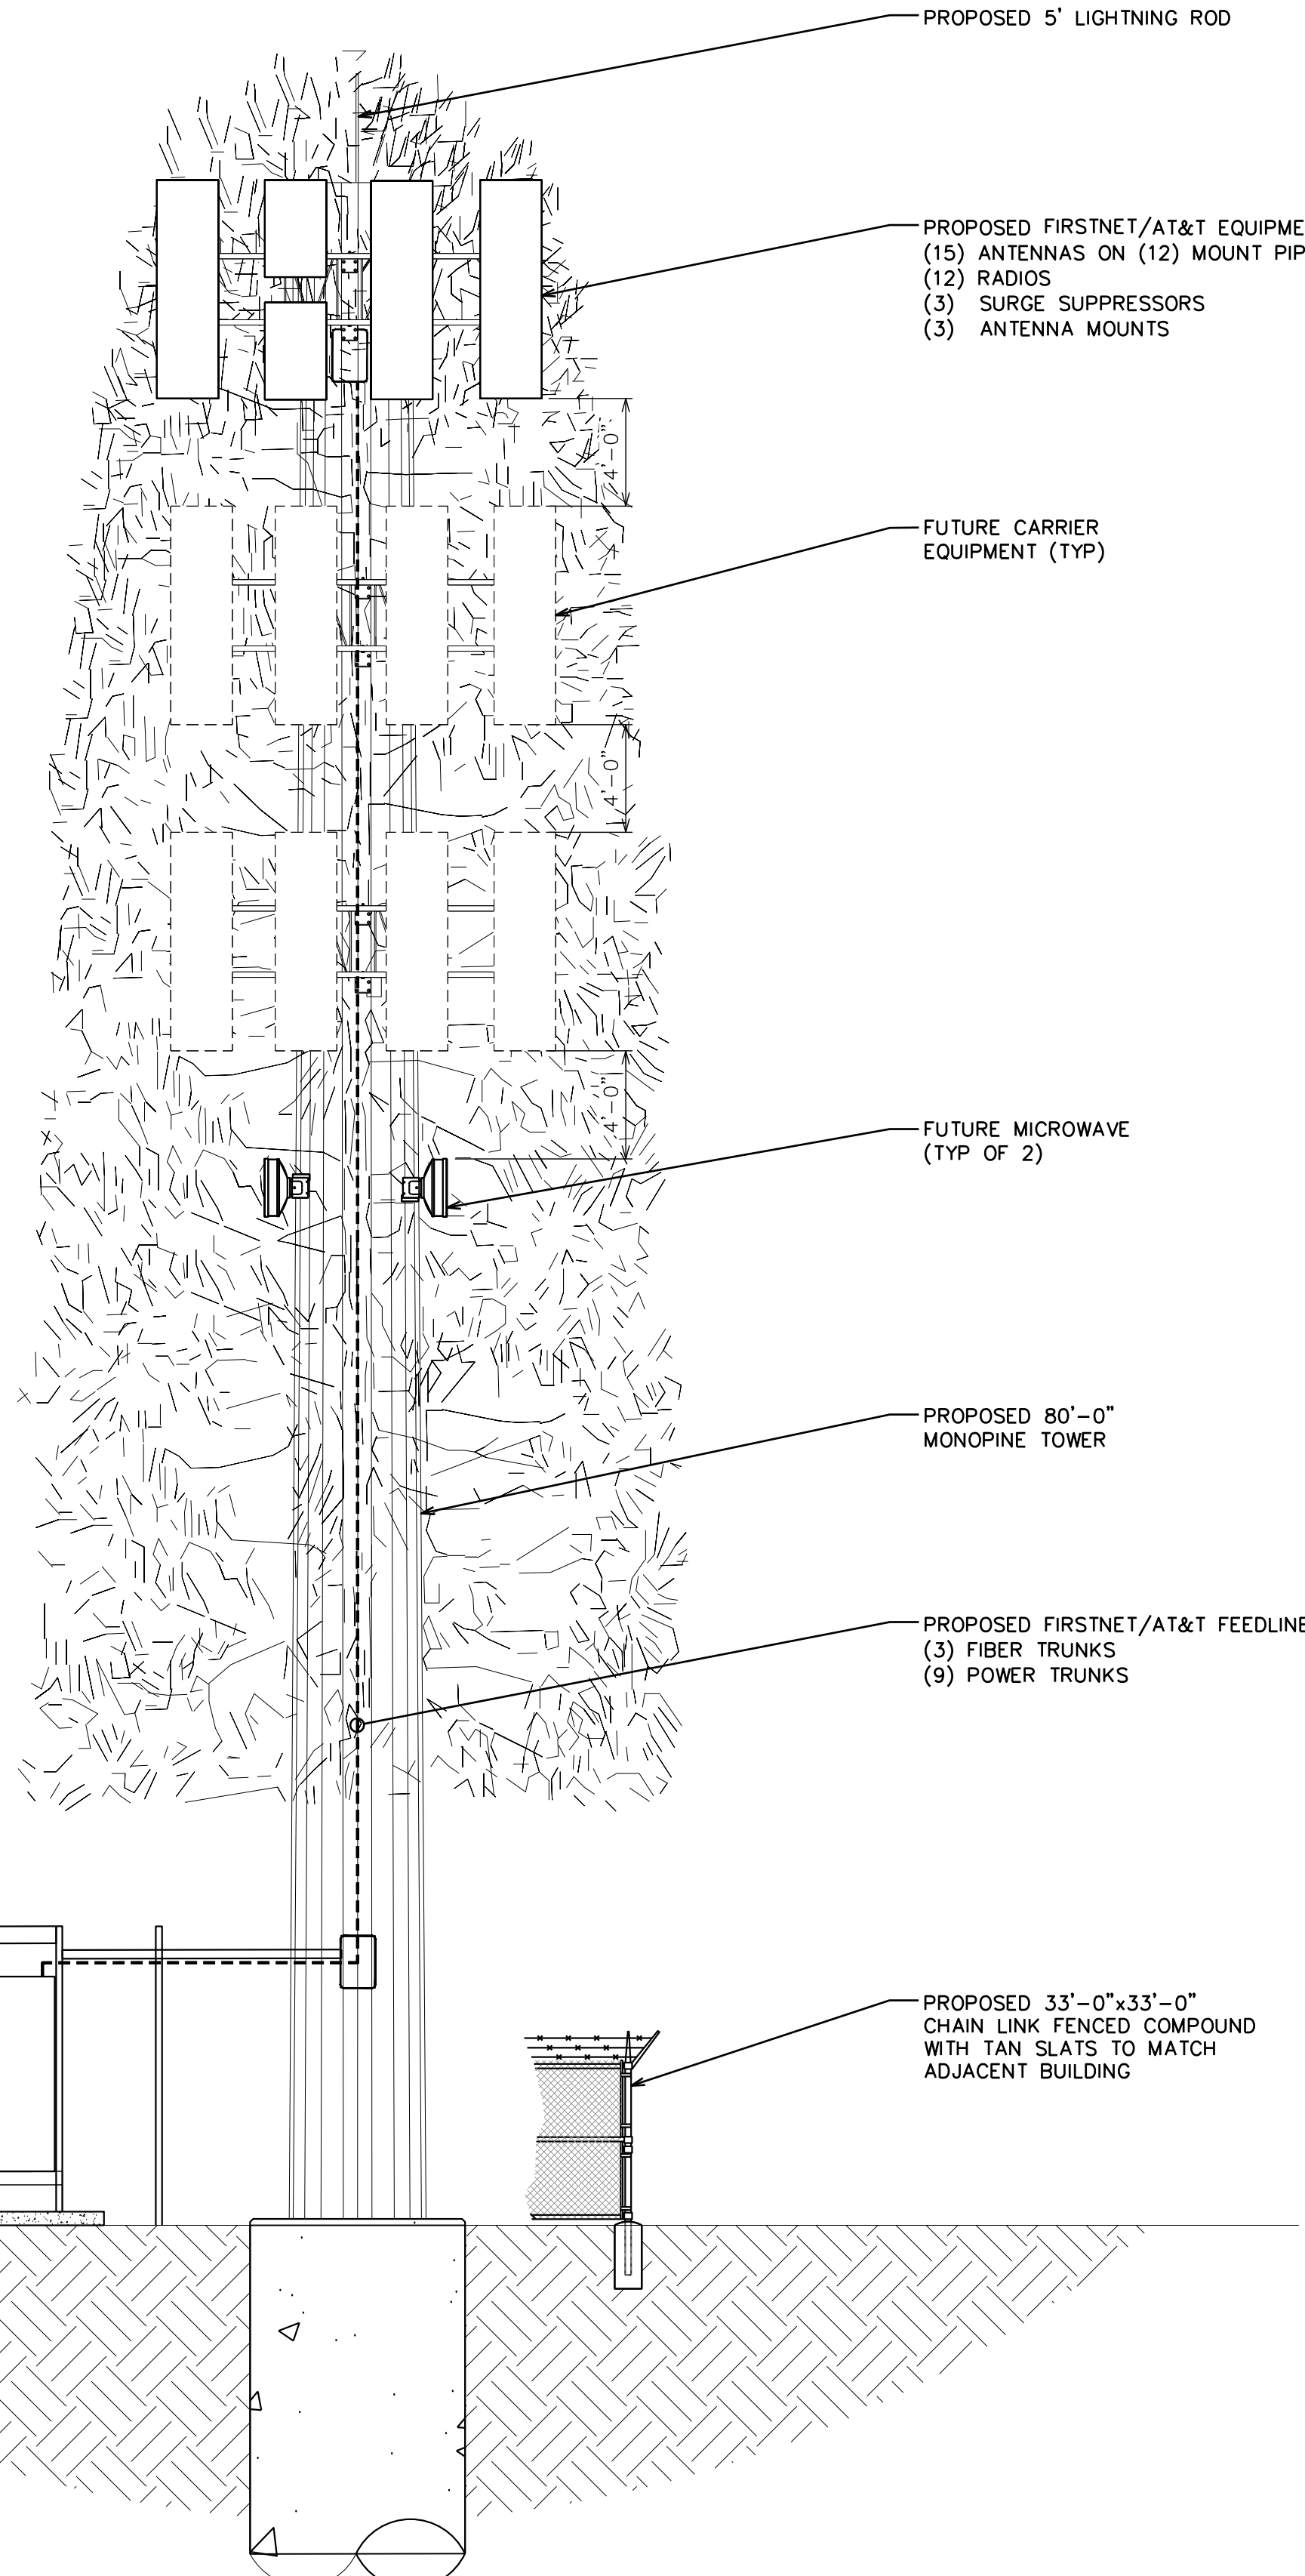 PROPOSED 5' LIGHTNING ROD
PROPOSED FIRSTNET/AT&T EQUIPME
(15) ANTENNAS ON (12) MOUNT PIP
(12) RADIOS
(3) SURGE SUPPRESSORS
(3) ANTENNA MOUNTS
4'-0"
FUTURE CARRIER
EQUIPMENT (TYP)
4'-0"
4'-0"
FUTURE MICROWAVE
(TYP OF 2)
PROPOSED 80'-0"
MONOPINE TOWER
PROPOSED FIRSTNET/AT&T FEEDLINE
(3) FIBER TRUNKS
(9) POWER TRUNKS
PROPOSED 33'-0"x33'-0"
CHAIN LINK FENCED COMPOUND
WITH TAN SLATS TO MATCH
ADJACENT BUILDING